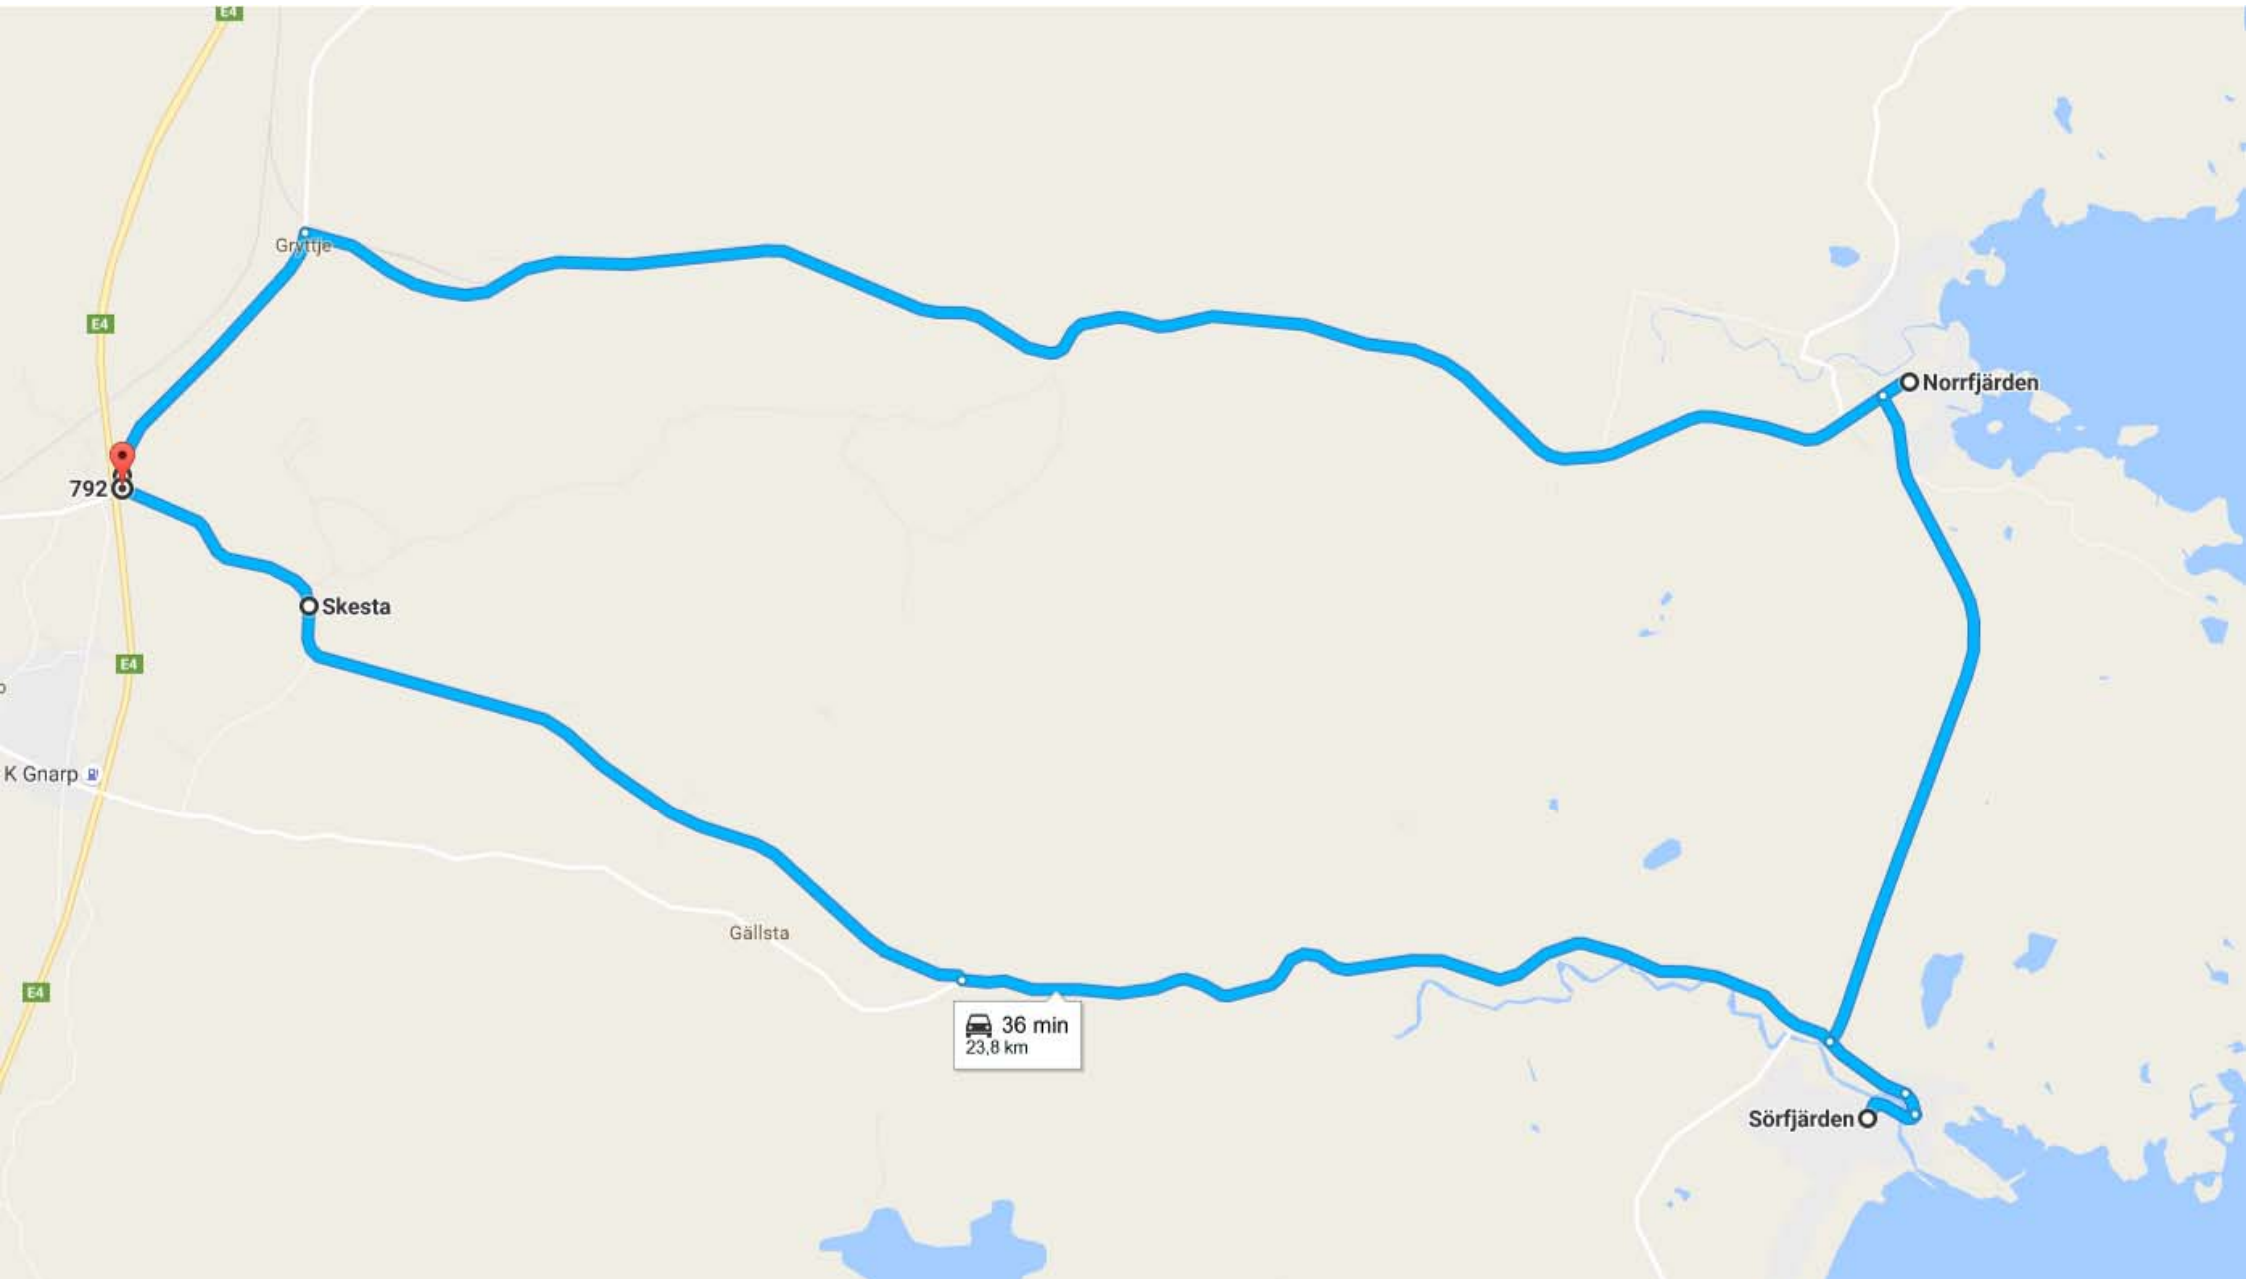 E4
Gryttje
E4
Norrfjärden
792
Skesta
E4
K Gnarp
Gällsta
E4
36 min
23,8 km
Sörfjärden